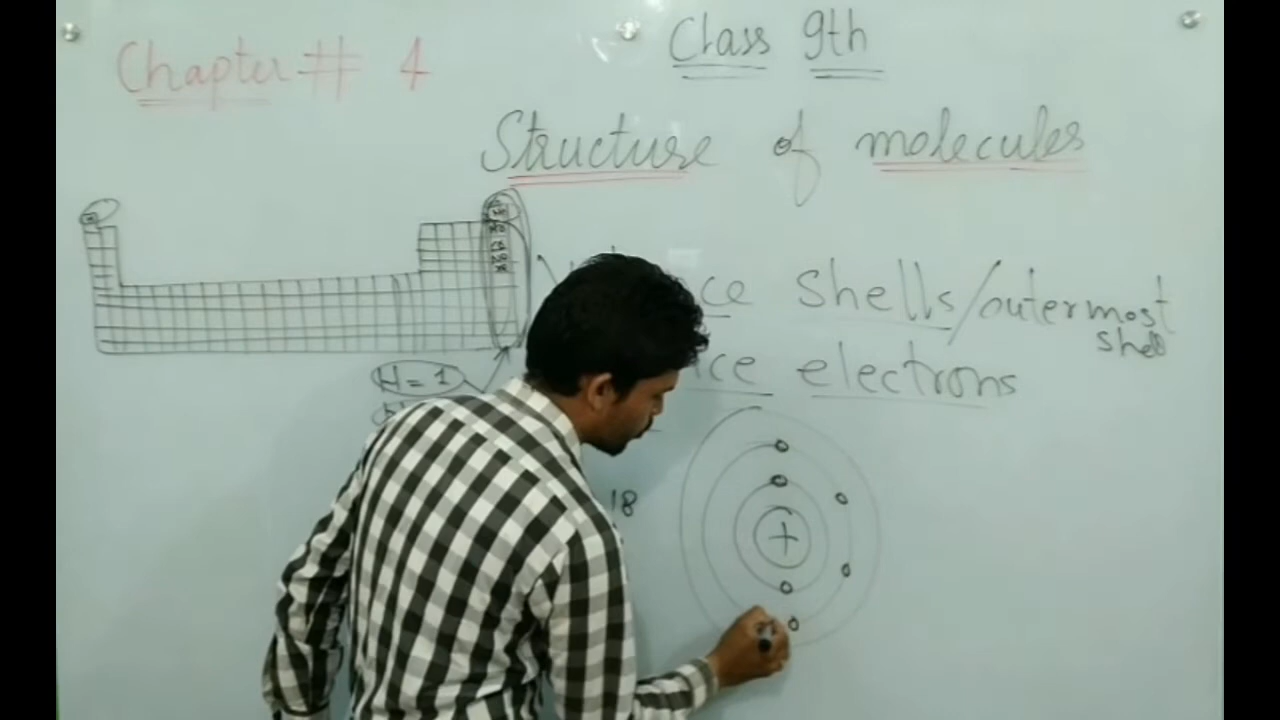 Chapter # 4
Class 9th
Structure of molecules
shells/outermost
shell
electrons
H = 1
18
+